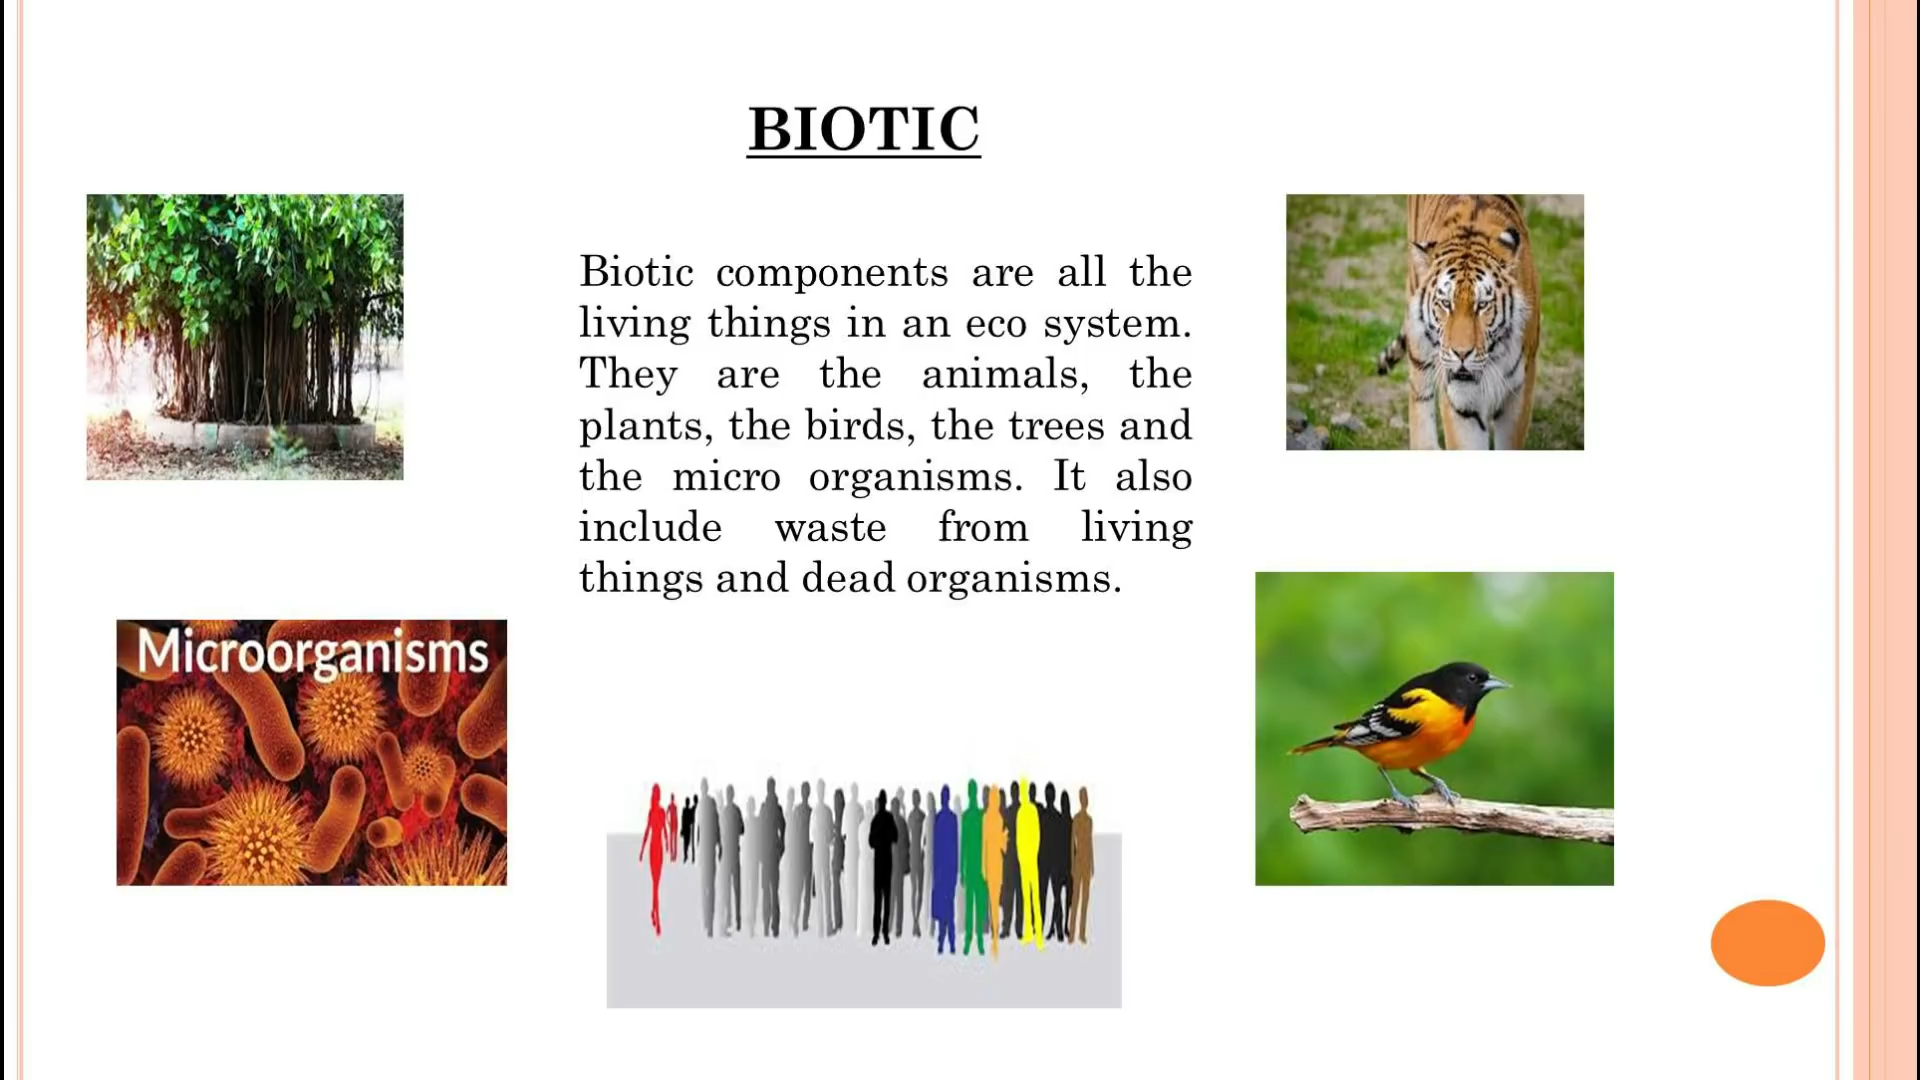 BIOTIC
Biotic components are all the
living things in an eco system.
They are the animals, the
plants, the birds, the trees and
the micro organisms. It also
include waste from living
things and dead organisms.
Microorganisms